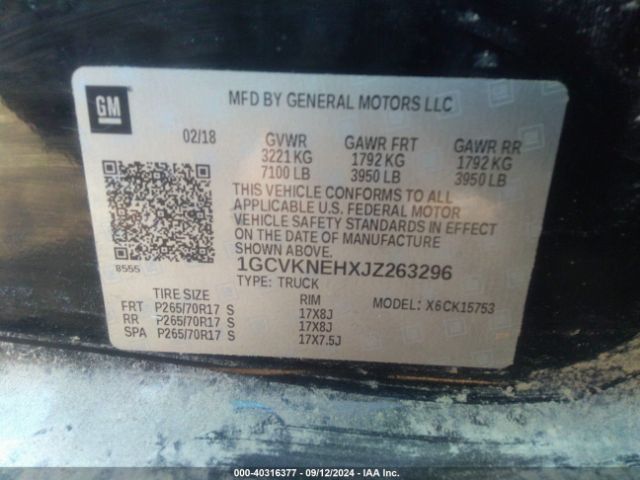 GM
MFD BY GENERAL MOTORS LLC
02/18 GVWR GAWR FRT GAWR RR
3221 KG 1792 KG 1792 KG
7100 LB 3950 LB 3950 LB
THIS VEHICLE CONFORMS TO ALL
APPLICABLE U.S. FEDERAL MOTOR
VEHICLE SAFETY STANDARDS IN EFFECT
ON THE DATE OF MANUFACTURE
SHOWN ABOVE.
8555 1GCVKNEHXJZ263296
TYPE: TRUCK
TIRE SIZE RIM MODEL: X6CK15753
FRT P265/70R17 S 17X8J
RR P265/70R17 S 17X8J
SPA P265/70R17 S 17X7.5J
000-40316377 - 09/12/2024 - IAA Inc.